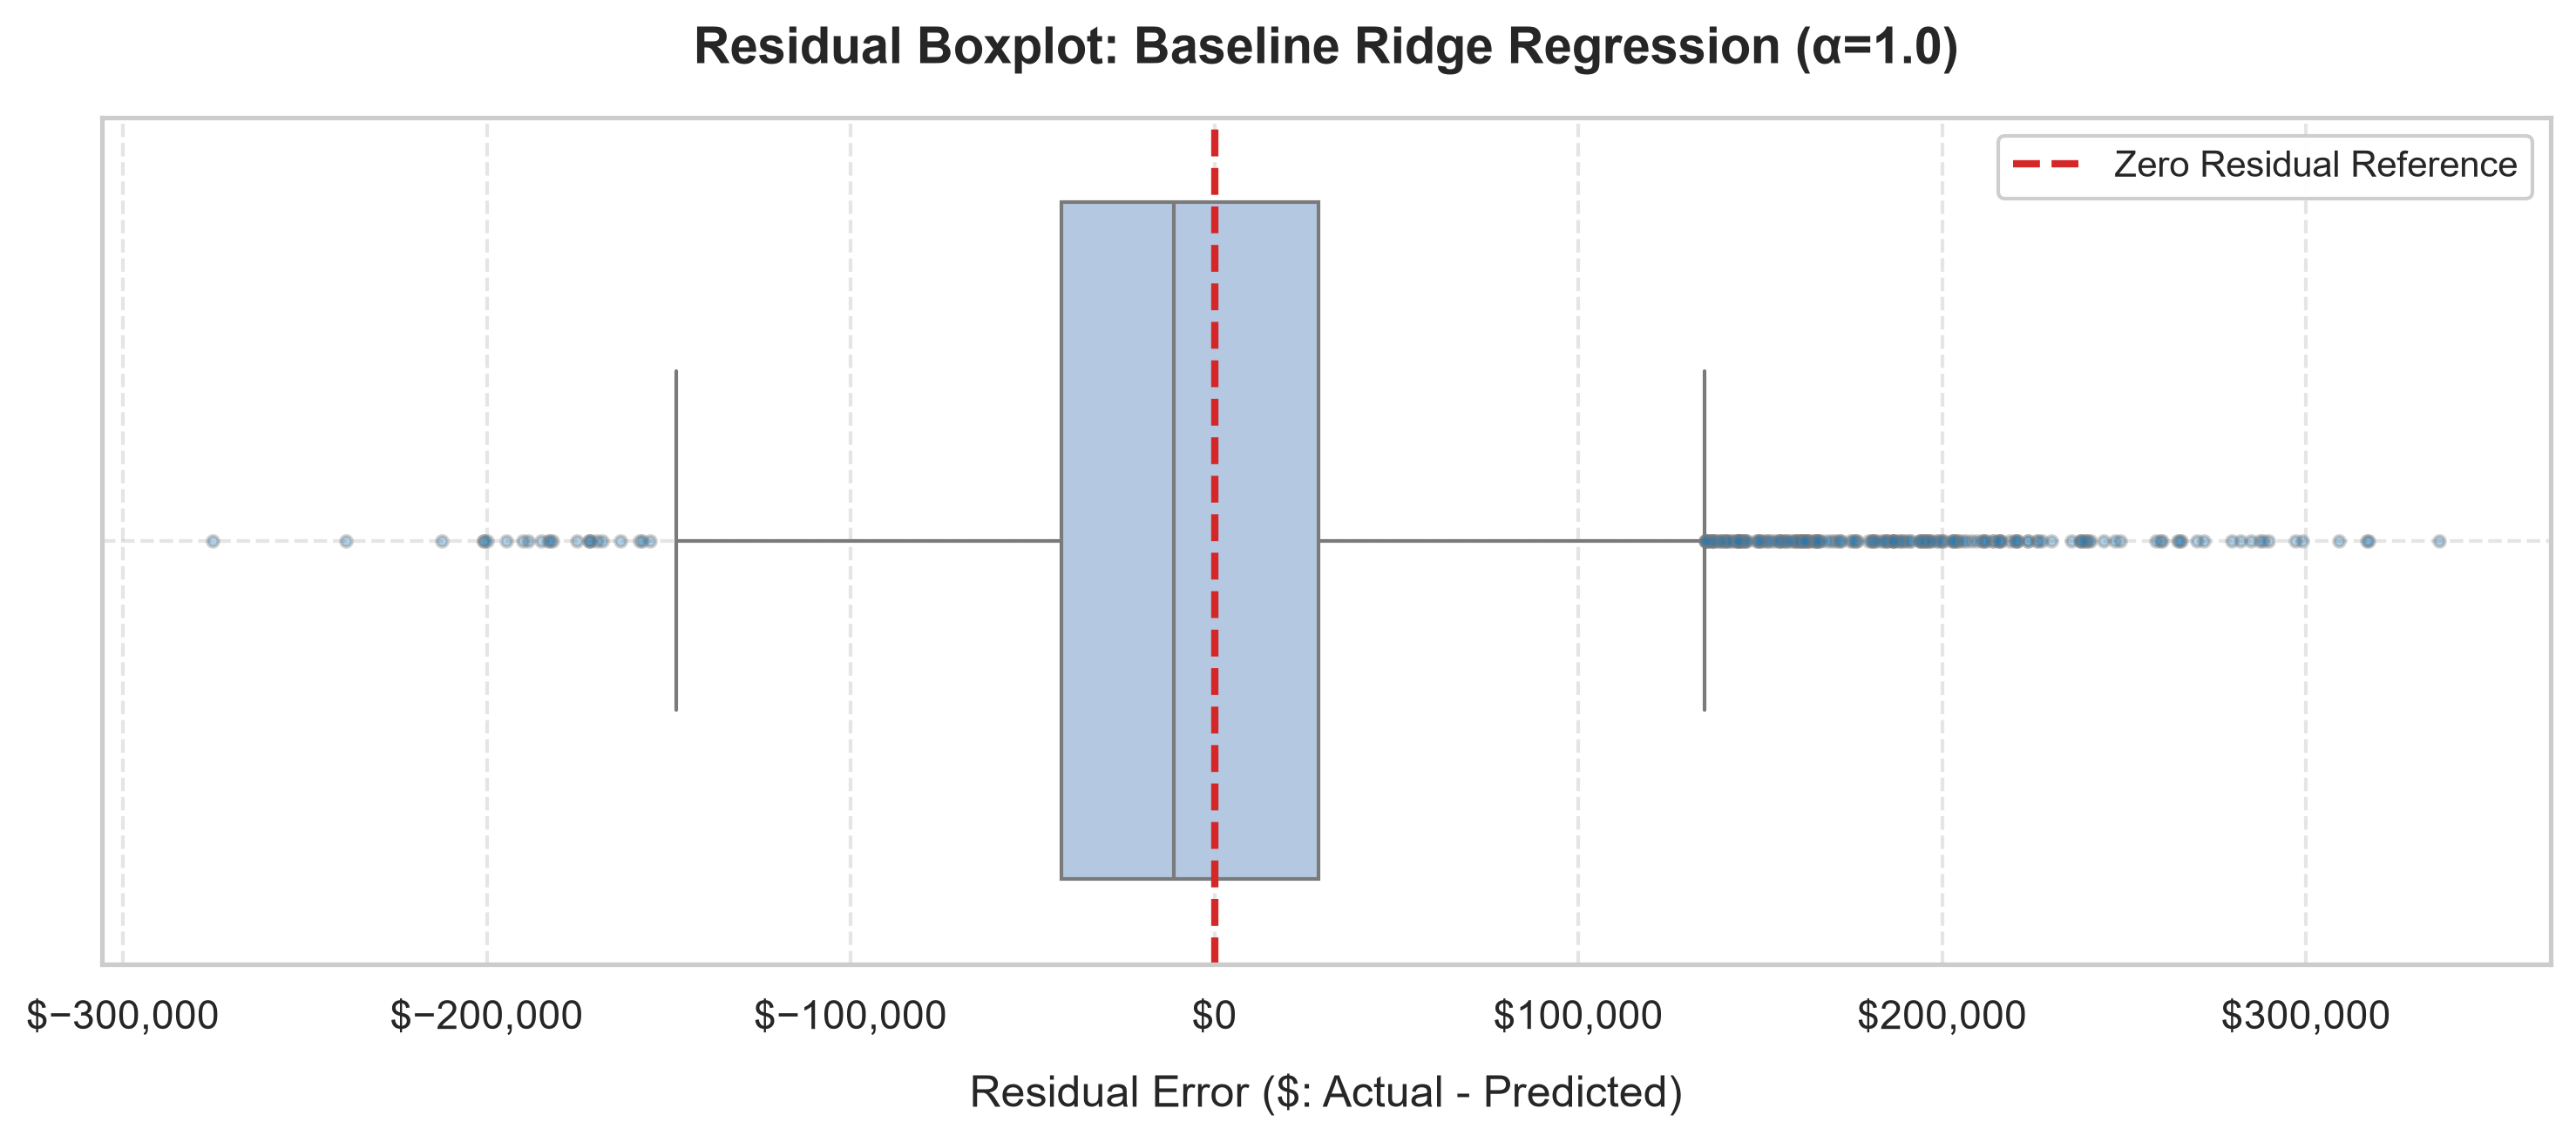 Residual Boxplot: Baseline Ridge Regression (α=1.0)
Zero Residual Reference
$−300,000 $−200,000 $−100,000 $0 $100,000 $200,000 $300,000
Residual Error ($: Actual - Predicted)